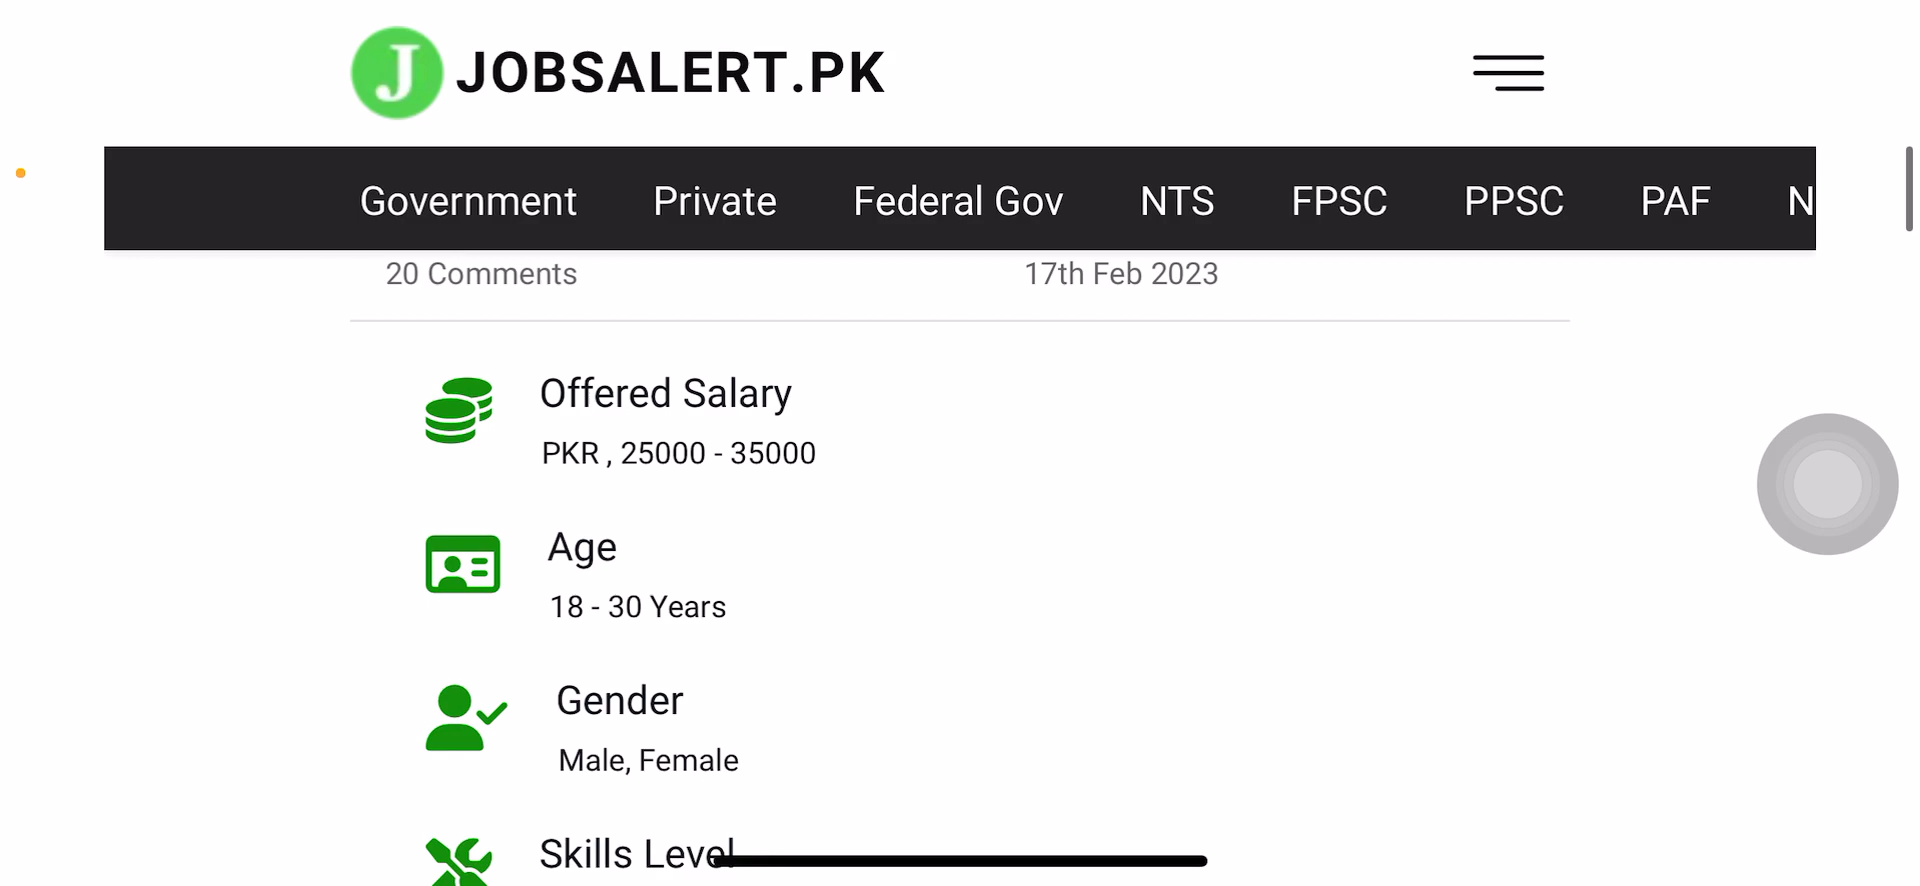 J JOBSALERT.PK
Government Private Federal Gov NTS FPSC PPSC PAF N
20 Comments 17th Feb 2023
Offered Salary
PKR , 25000 - 35000
Age
18 - 30 Years
Gender
Male, Female
Skills Level